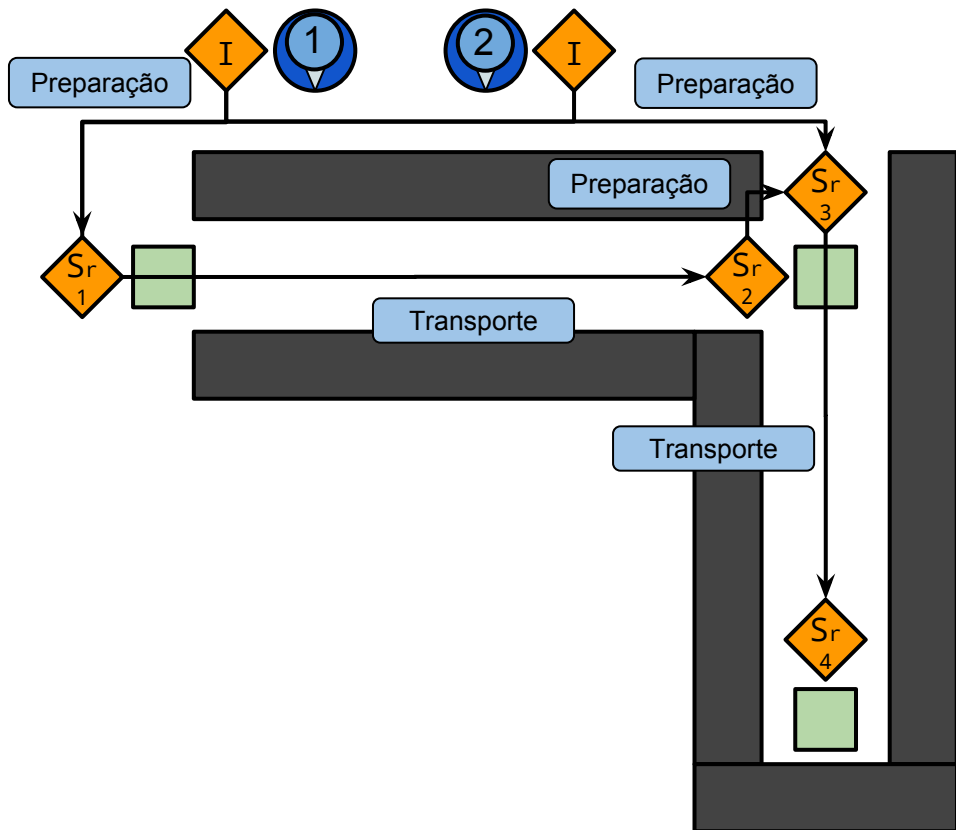 I
1
2
I
Preparação
Preparação
Preparação
Sr
3
Sr
1
Sr
2
Transporte
Transporte
Sr
4